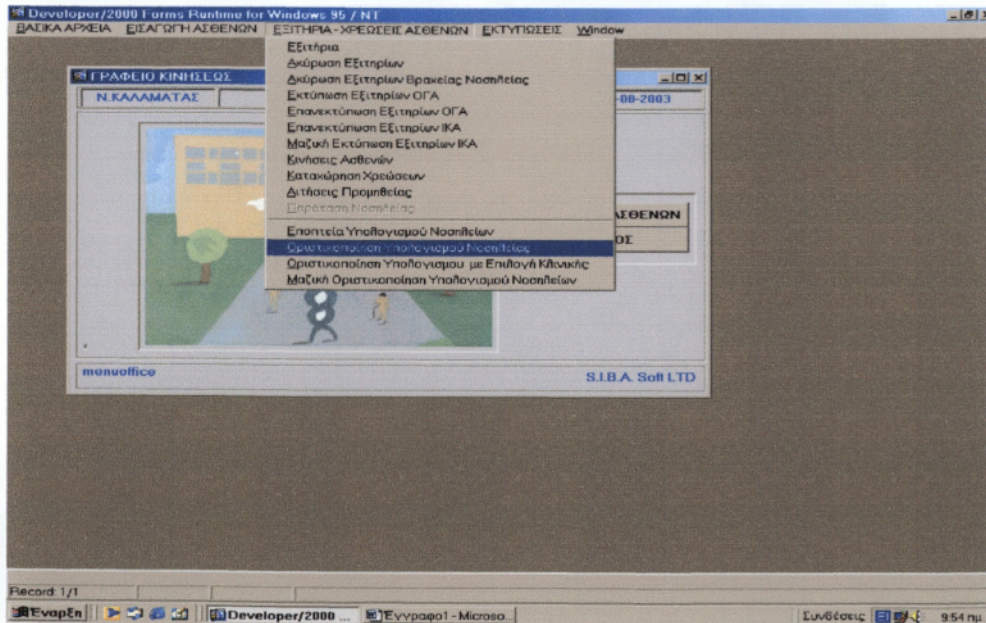 Developer/2000 Forms Runtime for Windows 95 / NT
ΒΑΣΙΚΑ ΑΡΧΕΙΑ ΕΙΣΑΓΩΓΗ ΑΣΘΕΝΩΝ ΕΞΙΤΗΡΙΑ - ΧΡΕΩΣΕΙΣ ΑΣΘΕΝΩΝ ΕΚΤΥΠΩΣΕΙΣ Window
Εξιτήρια
Ακύρωση Εξιτηρίων
Ακύρωση Εξιτηρίων Βραχείας Νοσηλείας
Εκτύπωση Εξιτηρίων ΟΓΑ
Επανεκτύπωση Εξιτηρίων ΟΓΑ
Επανεκτύπωση Εξιτηρίων ΙΚΑ
Μαζική Εκτύπωση Εξιτηρίων ΙΚΑ
Κινήσεις Ασθενών
Καταχώρηση Χρεώσεων
Αιτήσεις Προμηθείας
Παράταση Νοσηλείας
Εποπτεία Υπολογισμού Νοσηλείων
Οριστικοποίηση Υπολογισμού Νοσηλείας
Οριστικοποίηση Υπολογισμου με Επιλογή Κλινικής
Μαζική Οριστικοποίηση Υπολογισμού Νοσηλείων
ΓΡΑΦΕΙΟ ΚΙΝΗΣΕΩΣ
Ν.ΚΑΛΑΜΑΤΑΣ
-08-2003
ΑΣΘΕΝΩΝ
ΟΣ
menuoffice S.I.B.A. Soft LTD
Record: 1/1
Έναρξη Developer/2000 ... Έγγραφο1 - Microso... Συνδέσεις 9:54 πμ